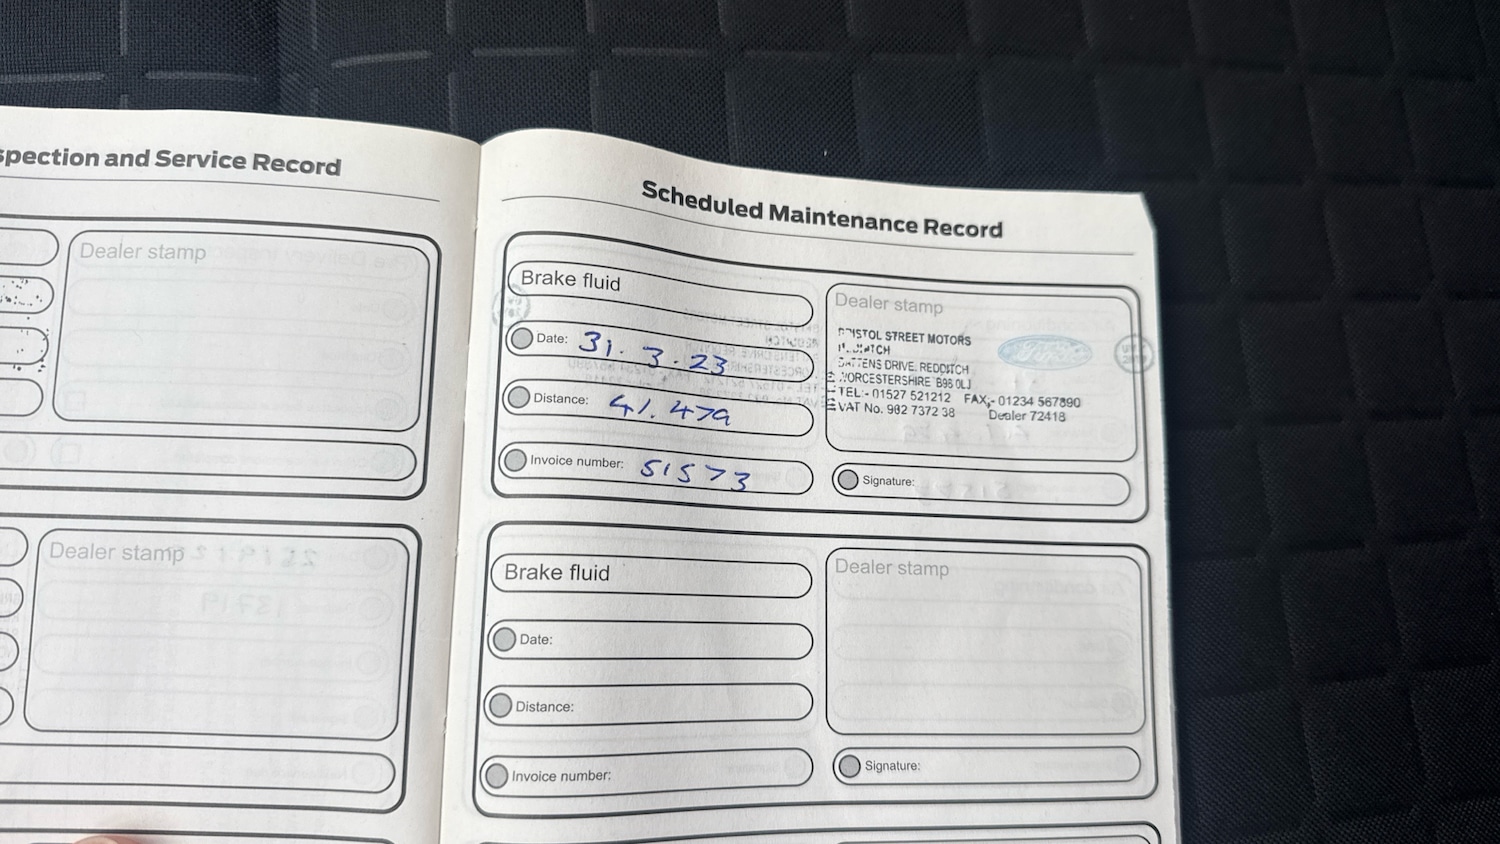 spection and Service Record
Dealer stamp
Dealer stamp
Scheduled Maintenance Record
Brake fluid
Date: 31.3.23
Distance: 41.479
Invoice number: 51573
Dealer stamp
STREET MOTORS
DRIVE REDDITCH
WORCESTERSHIRE B98 0LJ
TEL:- 01527 521212 FAX:- 01234 567890
VAT No. 902 7372 38 Dealer 72418
Ford
Signature:
Brake fluid
Date:
Distance:
Invoice number:
Dealer stamp
Signature: